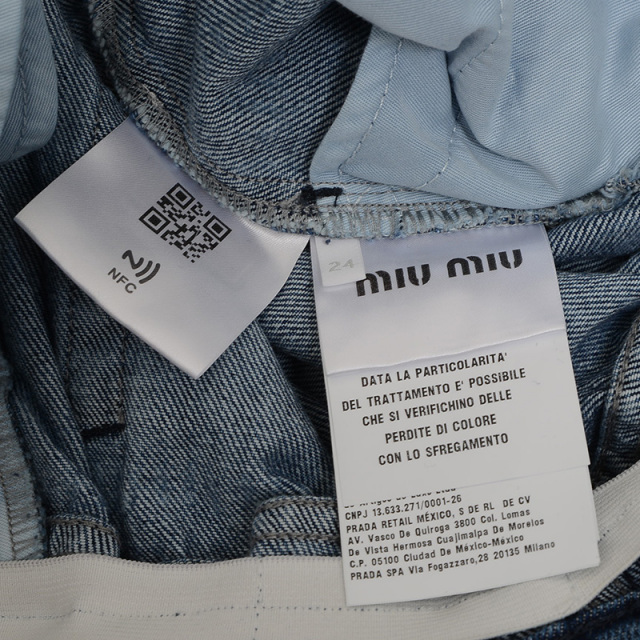 NFC
24
miu miu
DATA LA PARTICOLARITA'
DEL TRATTAMENTO E' POSSIBILE
CHE SI VERIFICHINO DELLE
PERDITE DI COLORE
CON LO SFREGAMENTO
CNPJ 13.633.271/0001-26
PRADA RETAIL MÉXICO, S DE RL DE CV
AV. Vasco De Quiroga 3800 Col. Lomas
De Vista Hermosa Cuajimalpa De Morelos
C.P. 05100 Ciudad De México-México
PRADA SPA Via Fogazzaro,28 20135 Milano